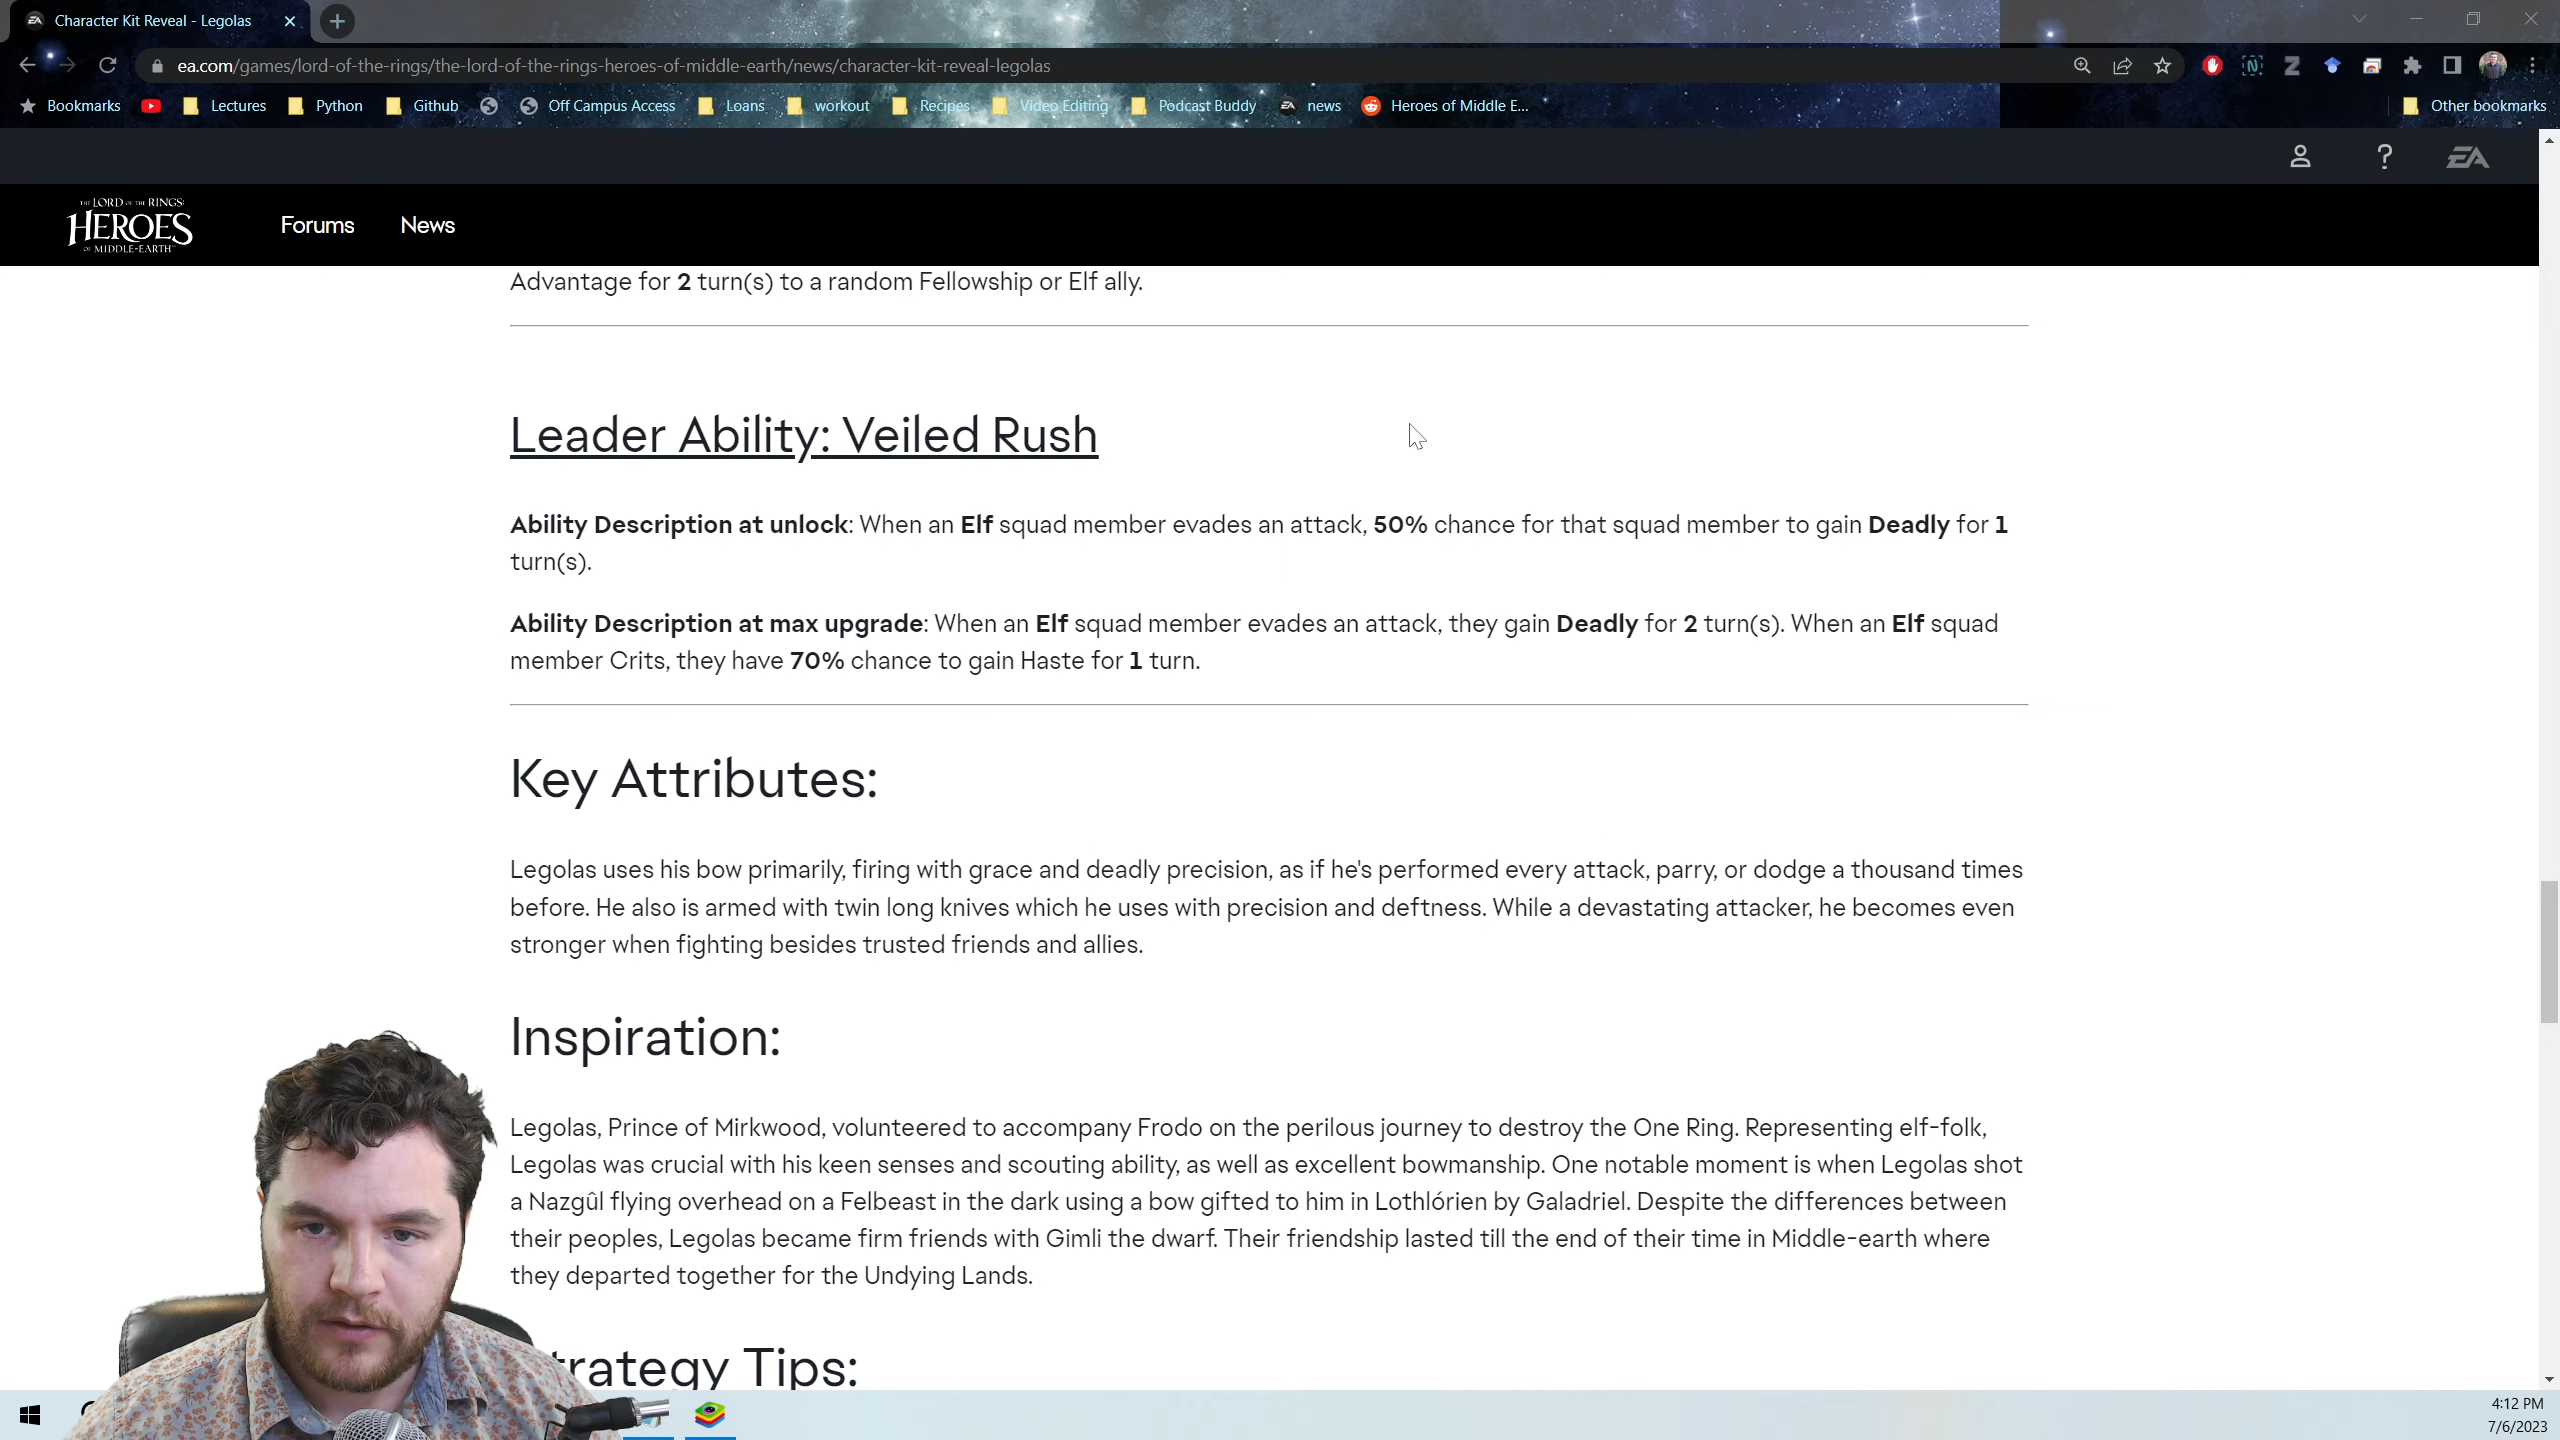 Character Kit Reveal - Legolas
ea.com/games/lord-of-the-rings/the-lord-of-the-rings-heroes-of-middle-earth/news/character-kit-reveal-legolas
Bookmarks Lectures Python Github Off Campus Access Loans workout Recipes Video Editing Podcast Buddy news Heroes of Middle E... Other bookmarks
EA
THE LORD OF THE RINGS:
HEROES
OF MIDDLE-EARTH™
Forums News
Advantage for 2 turn(s) to a random Fellowship or Elf ally.
Leader Ability: Veiled Rush
Ability Description at unlock: When an Elf squad member evades an attack, 50% chance for that squad member to gain Deadly for 1
turn(s).
Ability Description at max upgrade: When an Elf squad member evades an attack, they gain Deadly for 2 turn(s). When an Elf squad
member Crits, they have 70% chance to gain Haste for 1 turn.
Key Attributes:
Legolas uses his bow primarily, firing with grace and deadly precision, as if he's performed every attack, parry, or dodge a thousand times
before. He also is armed with twin long knives which he uses with precision and deftness. While a devastating attacker, he becomes even
stronger when fighting besides trusted friends and allies.
Inspiration:
Legolas, Prince of Mirkwood, volunteered to accompany Frodo on the perilous journey to destroy the One Ring. Representing elf-folk,
Legolas was crucial with his keen senses and scouting ability, as well as excellent bowmanship. One notable moment is when Legolas shot
a Nazgûl flying overhead on a Felbeast in the dark using a bow gifted to him in Lothlórien by Galadriel. Despite the differences between
their peoples, Legolas became firm friends with Gimli the dwarf. Their friendship lasted till the end of their time in Middle-earth where
they departed together for the Undying Lands.
trategy Tips:
4:12 PM
7/6/2023